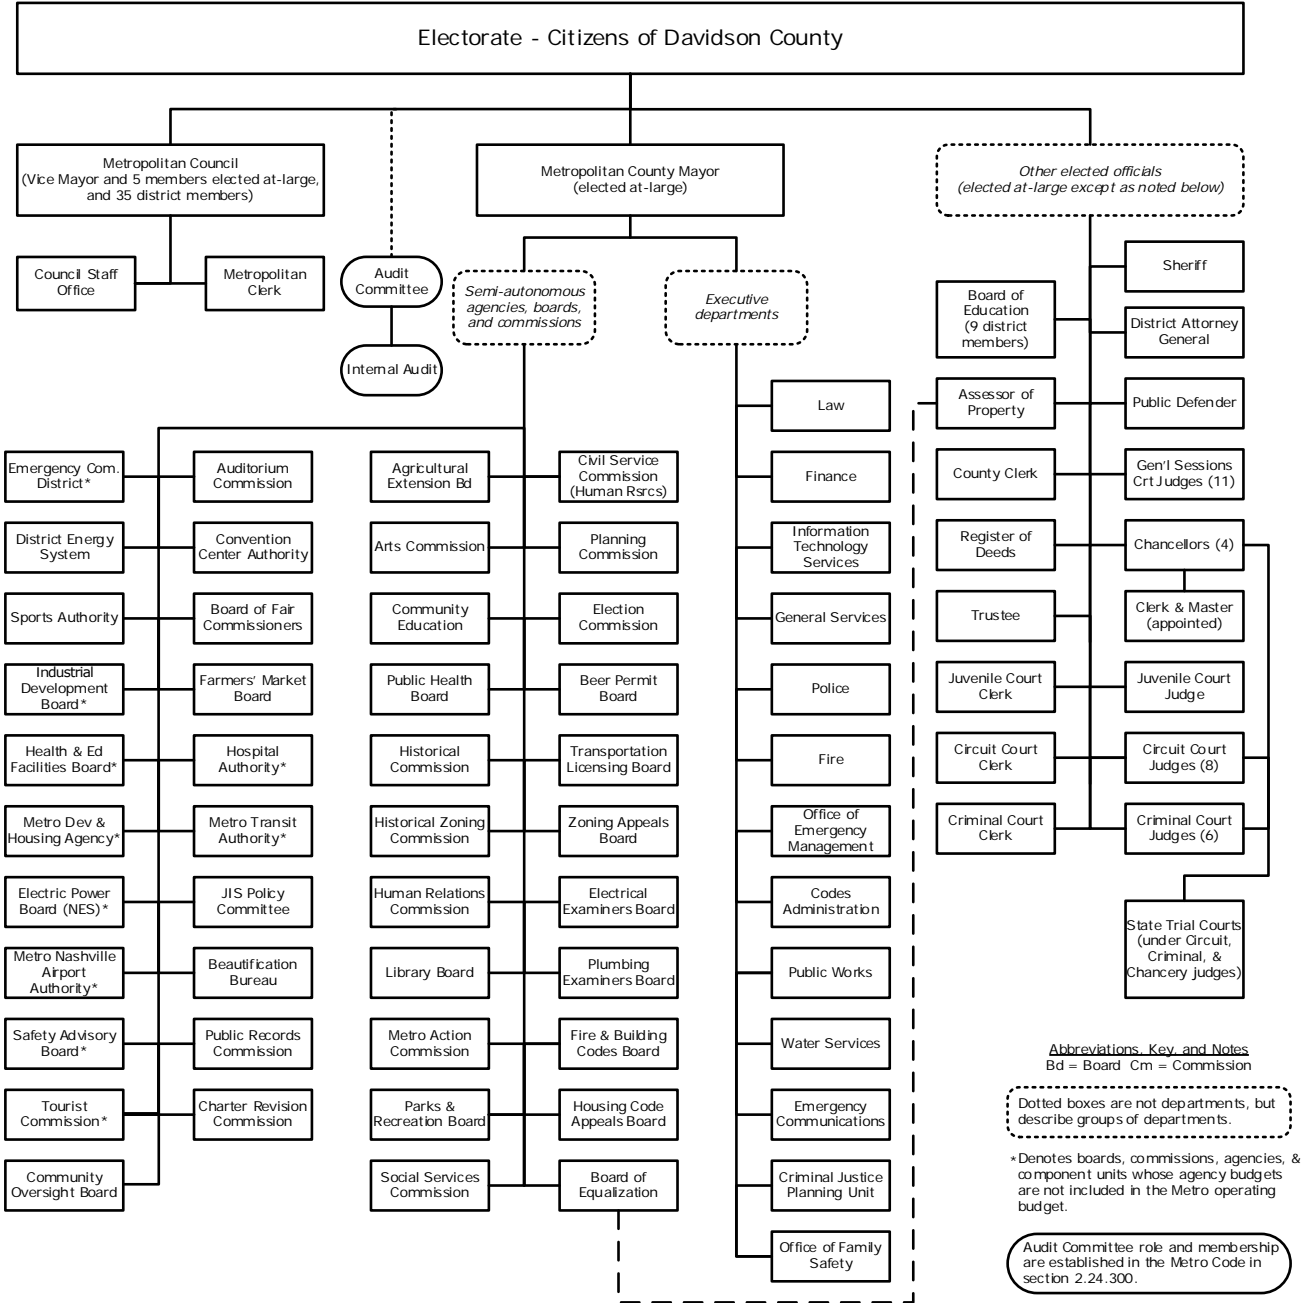 Electorate - Citizens of Davidson County
Metropolitan Council
(Vice Mayor and 5 members elected at-large,
and 35 district members)
Metropolitan County Mayor
(elected at-large)
Other elected officials
(elected at-large except as noted below)
Council Staff
Office
Metropolitan
Clerk
Audit
Committee
Internal Audit
Semi-autonomous
agencies, boards,
and commissions
Executive
departments
Emergency Com.
District*
Auditorium
Commission
District Energy
System
Convention
Center Authority
Sports Authority
Board of Fair
Commissioners
Industrial
Development
Board*
Farmers' Market
Board
Health & Ed
Facilities Board*
Hospital
Authority*
Metro Dev &
Housing Agency*
Metro Transit
Authority*
Electric Power
Board (NES)*
JIS Policy
Committee
Metro Nashville
Airport
Authority*
Beautification
Bureau
Safety Advisory
Board*
Public Records
Commission
Tourist
Commission*
Charter Revision
Commission
Community
Oversight Board
Agricultural
Extension Bd
Civil Service
Commission
(Human Rsrcs)
Arts Commission
Planning
Commission
Community
Education
Election
Commission
Public Health
Board
Beer Permit
Board
Historical
Commission
Transportation
Licensing Board
Historical Zoning
Commission
Zoning Appeals
Board
Human Relations
Commission
Electrical
Examiners Board
Library Board
Plumbing
Examiners Board
Metro Action
Commission
Fire & Building
Codes Board
Parks &
Recreation Board
Housing Code
Appeals Board
Social Services
Commission
Board of
Equalization
Law
Finance
Information
Technology
Services
General Services
Police
Fire
Office of
Emergency
Management
Codes
Administration
Public Works
Water Services
Emergency
Communications
Criminal Justice
Planning Unit
Office of Family
Safety
Sheriff
Board of
Education
(9 district
members)
District Attorney
General
Assessor of
Property
Public Defender
County Clerk
Gen'l Sessions
Crt Judges (11)
Register of
Deeds
Chancellors (4)
Trustee
Clerk & Master
(appointed)
Juvenile Court
Clerk
Juvenile Court
Judge
Circuit Court
Clerk
Circuit Court
Judges (8)
Criminal Court
Clerk
Criminal Court
Judges (6)
State Trial Courts
(under Circuit,
Criminal, &
Chancery judges)
Abbreviations, Key, and Notes
Bd = Board Cm = Commission
Dotted boxes are not departments, but
describe groups of departments.
*Denotes boards, commissions, agencies, &
component units whose agency budgets
are not included in the Metro operating
budget.
Audit Committee role and membership
are established in the Metro Code in
section 2.24.300.